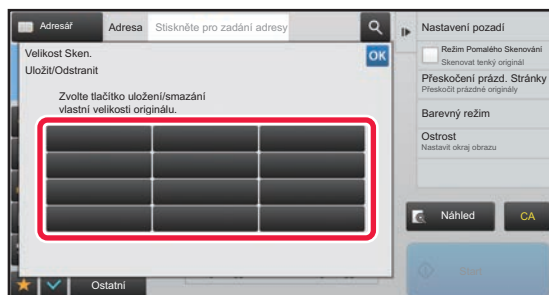 Adresář
Adresa
Stiskněte pro zadání adresy
Velikost Sken.
OK
Uložit/Odstranit
Zvolte tlačítko uložení/smazání
vlastní velikosti originálu.
Ostatní
Nastavení pozadí
Režim Pomalého Skenování
Skenovat tenký originál
Přeskočení prázd. Stránky
Přeskočit prázdné originály
Barevný režim
Ostrost
Nastavit okraj obrazu
Náhled
CA
Start